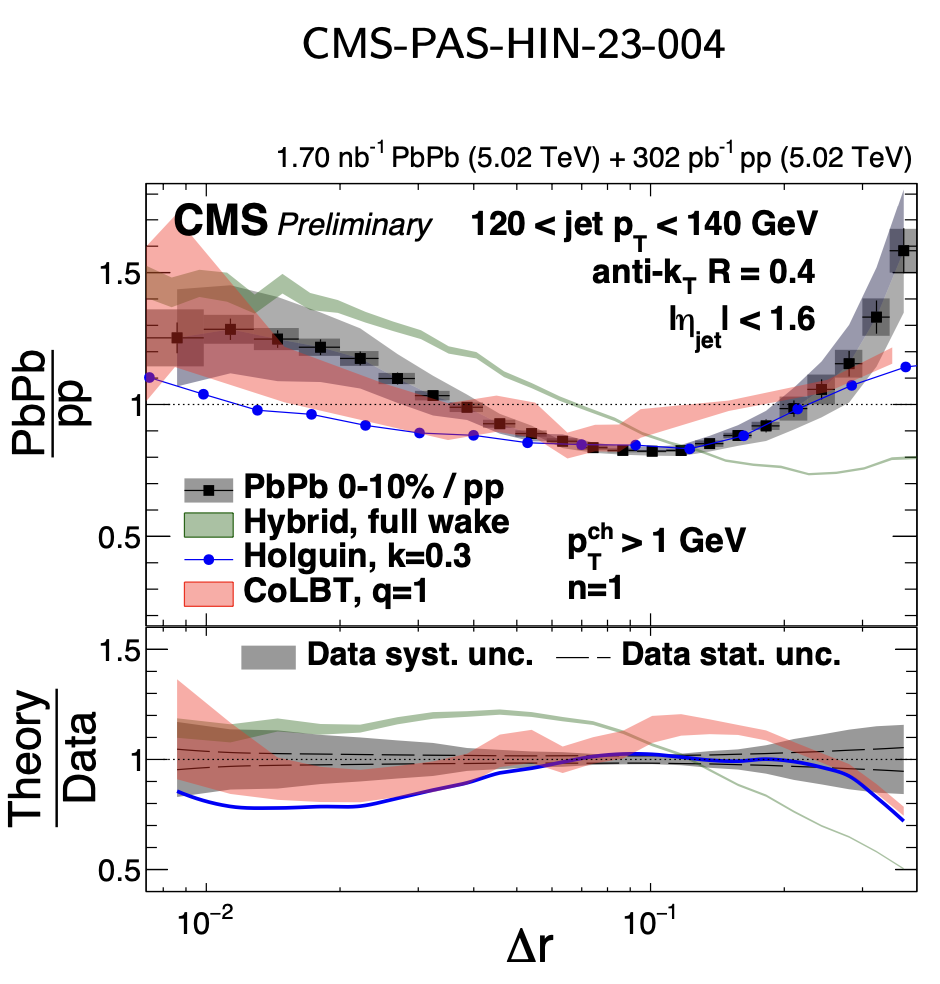 CMS-PAS-HIN-23-004
1.70 nb⁻¹ PbPb (5.02 TeV) + 302 pb⁻¹ pp (5.02 TeV)
CMS Preliminary
120 < jet p_T < 140 GeV
anti-k_T R = 0.4
|η_jet| < 1.6
1.5
1
0.5
PbPb
pp
PbPb 0-10% / pp
Hybrid, full wake
Holguin, k=0.3
CoLBT, q=1
p_T^ch > 1 GeV
n=1
1.5
1
0.5
Data syst. unc.
Data stat. unc.
Theory
Data
10⁻²
10⁻¹
Δr